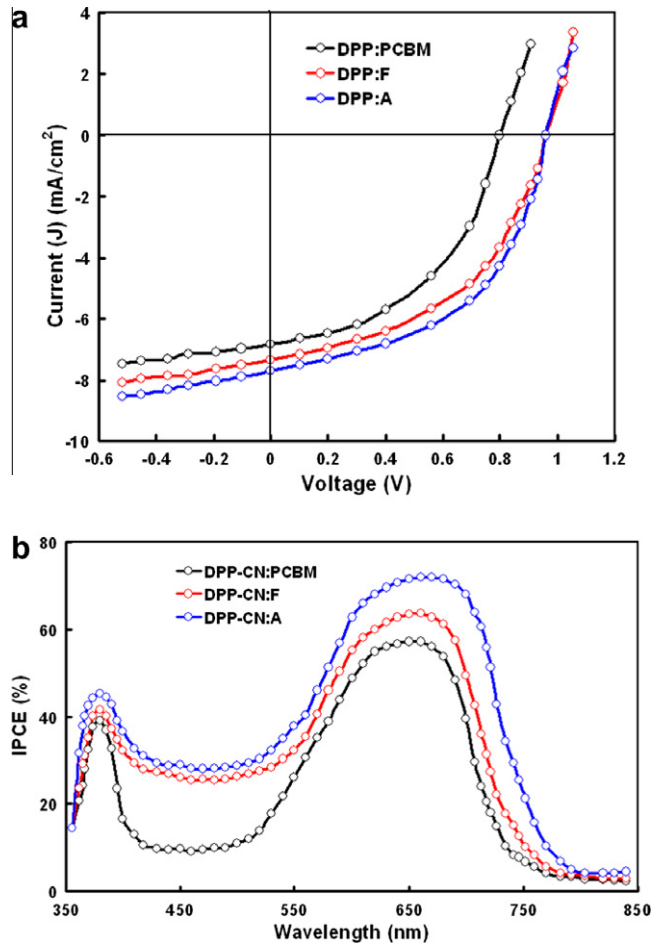 a
4
2
0
-2
-4
-6
-8
-10
-0.6
-0.4
-0.2
0
0.2
0.4
0.6
0.8
1
1.2
Current (J) (mA/cm²)
Voltage (V)
DPP:PCBM
DPP:F
DPP:A
b
80
60
40
20
0
350
450
550
650
750
850
IPCE (%)
Wavelength (nm)
DPP-CN:PCBM
DPP-CN:F
DPP-CN:A